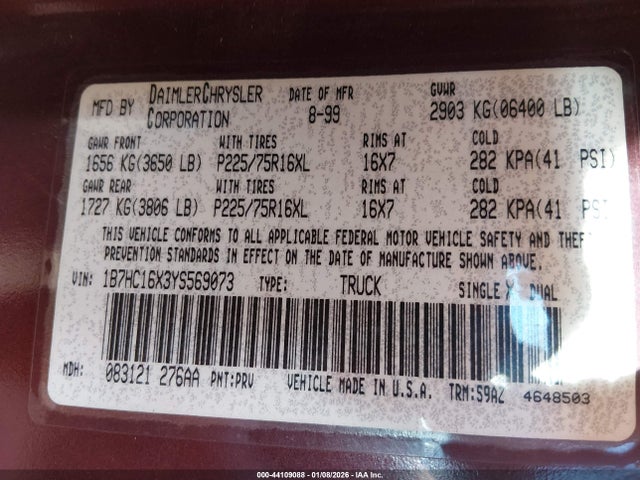 MFD BY DAIMLERCHRYSLER CORPORATION DATE OF MFR 8-99 GVWR 2903 KG(06400 LB)
GAWR FRONT WITH TIRES RIMS AT COLD
1656 KG(3650 LB) P225/75R16XL 16X7 282 KPA(41 PSI)
GAWR REAR WITH TIRES RIMS AT COLD
1727 KG(3806 LB) P225/75R16XL 16X7 282 KPA(41 PSI
THIS VEHICLE CONFORMS TO ALL APPLICABLE FEDERAL MOTOR VEHICLE SAFETY AND THEFT
PREVENTION STANDARDS IN EFFECT ON THE DATE OF MANUFACTURE SHOWN ABOVE.
VIN: 1B7HC16X3YS569073 TYPE: TRUCK SINGLE X DUAL
MDH: 083121 276AA PNT:PRV VEHICLE MADE IN U.S.A. TRM:S9AZ 4648503
000-44109088 - 01/08/2026 - IAA Inc.